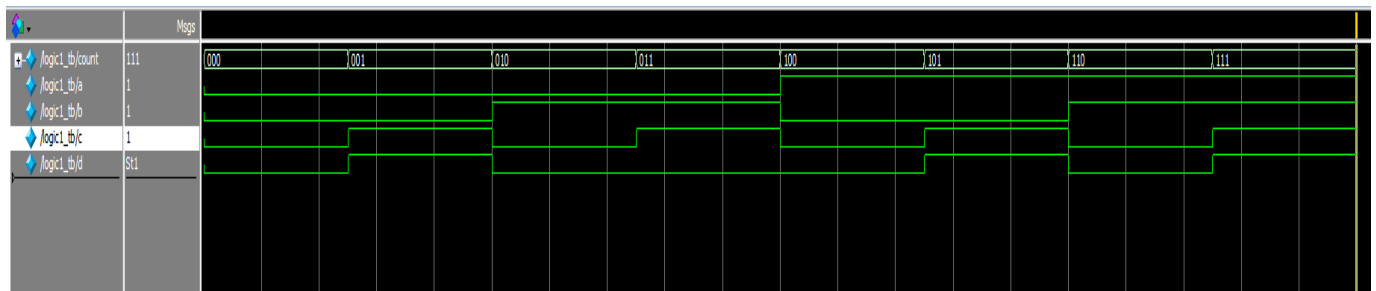 Msgs
/logic1_tb/count 111 000 001 010 011 100 101 110 111
/logic1_tb/a 1
/logic1_tb/b 1
/logic1_tb/c 1
/logic1_tb/d St1